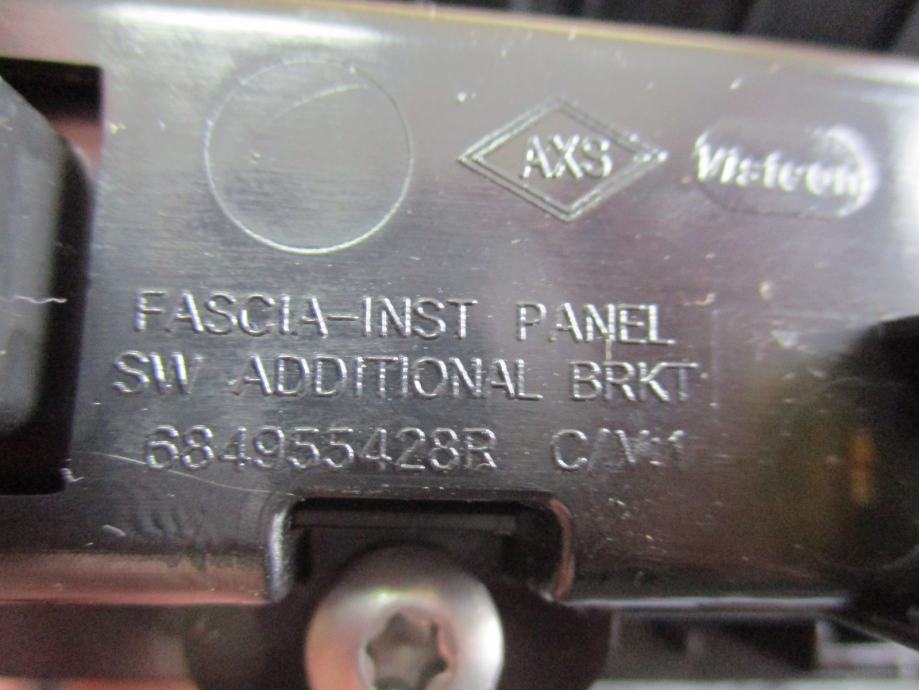 AXS Visteon
FASCIA-INST PANEL
SW ADDITIONAL BRKT
684955428R C/V:1